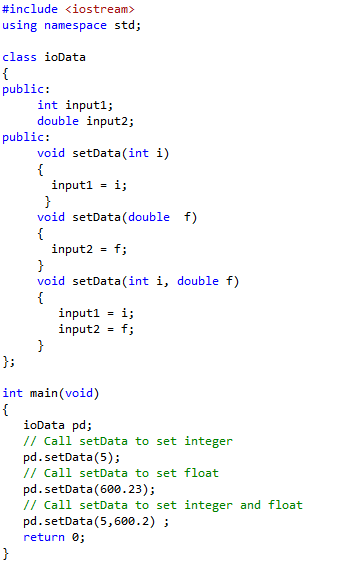 #include <iostream>
using namespace std;

class ioData
{
public:
     int input1;
     double input2;
public:
     void setData(int i)
     {
       input1 = i;
      }
     void setData(double  f)
     {
       input2 = f;
     }
     void setData(int i, double f)
     {
        input1 = i;
        input2 = f;
     }
};

int main(void)
{
   ioData pd;
   // Call setData to set integer
   pd.setData(5);
   // Call setData to set float
   pd.setData(600.23);
   // Call setData to set integer and float
   pd.setData(5,600.2) ;
   return 0;
}